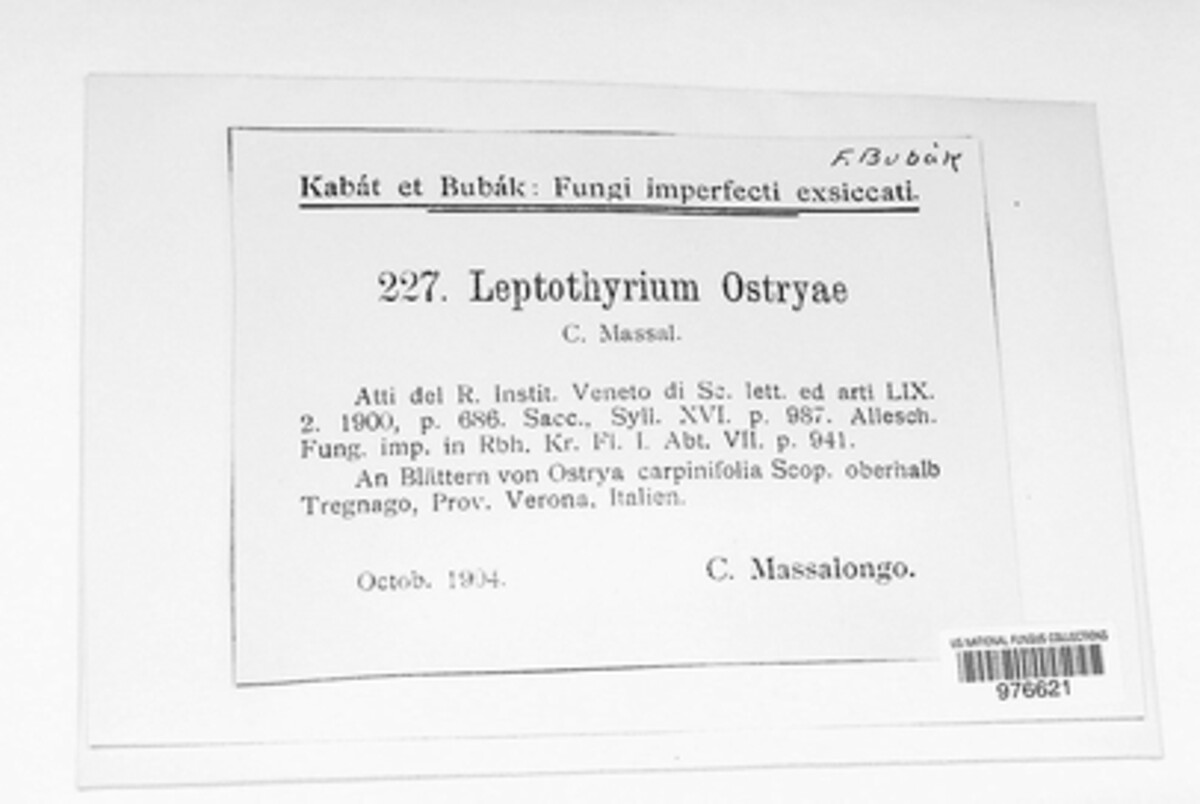 F. Bubák
Kabát et Bubák: Fungi imperfecti exsiccati.
227. Leptothyrium Ostryae
C. Massal.
Atti del R. Instit. Veneto di Sc. lett. ed arti LIX.
2. 1900, p. 686. Sacc., Syll. XVI. p. 987. Allesch.
Fung. imp. in Rbh. Kr. Fl. I. Abt. VII. p. 941.
An Blättern von Ostrya carpinifolia Scop. oberhalb
Tregnago, Prov. Verona. Italien.
Octob. 1904.
C. Massalongo.
US NATIONAL FUNGUS COLLECTIONS
976621